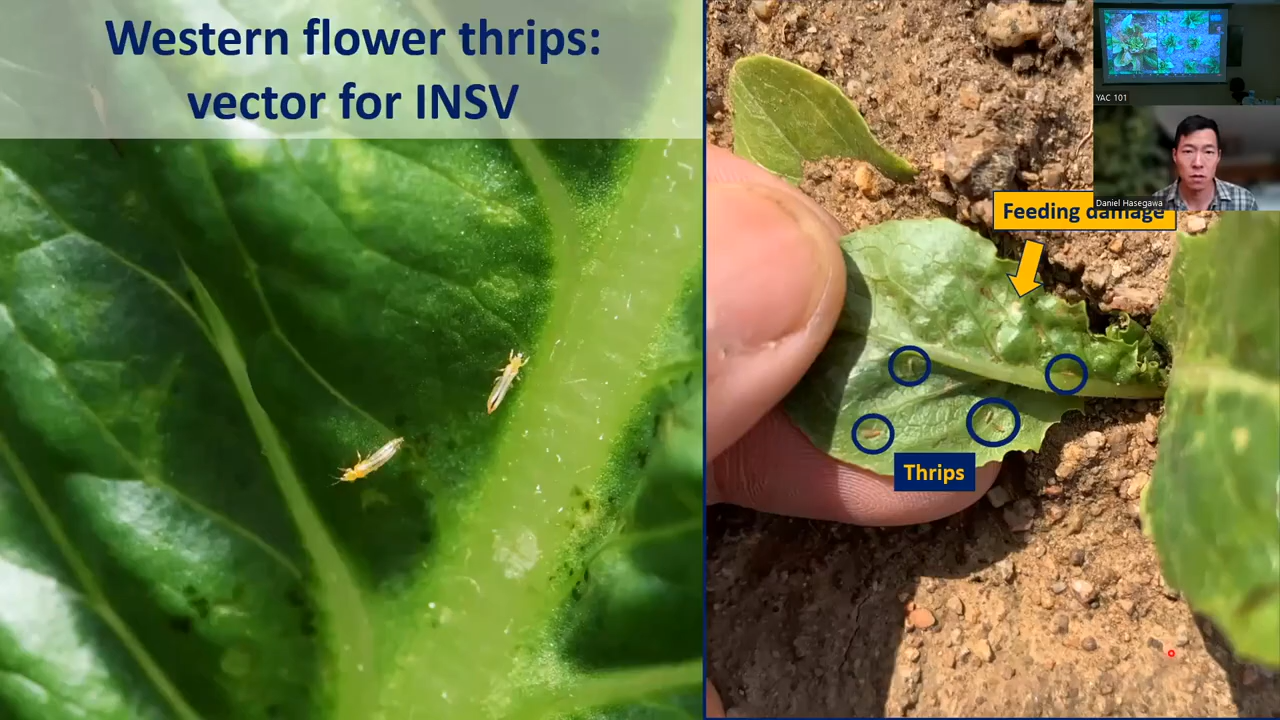 Western flower thrips:
vector for INSV
YAC 101
Daniel Hasegawa
Feeding damage
Thrips